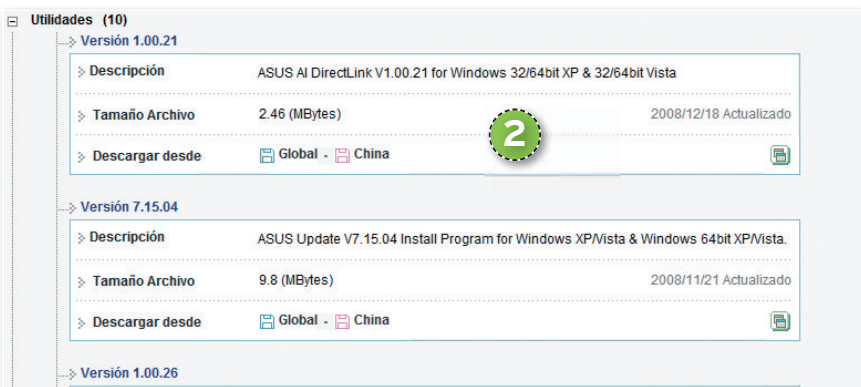 Utilidades (10)
Versión 1.00.21
Descripción ASUS AI DirectLink V1.00.21 for Windows 32/64bit XP & 32/64bit Vista
Tamaño Archivo 2.46 (MBytes) 2008/12/18 Actualizado
2
Descargar desde Global - China
Versión 7.15.04
Descripción ASUS Update V7.15.04 Install Program for Windows XP/Vista & Windows 64bit XP/Vista.
Tamaño Archivo 9.8 (MBytes) 2008/11/21 Actualizado
Descargar desde Global - China
Versión 1.00.26